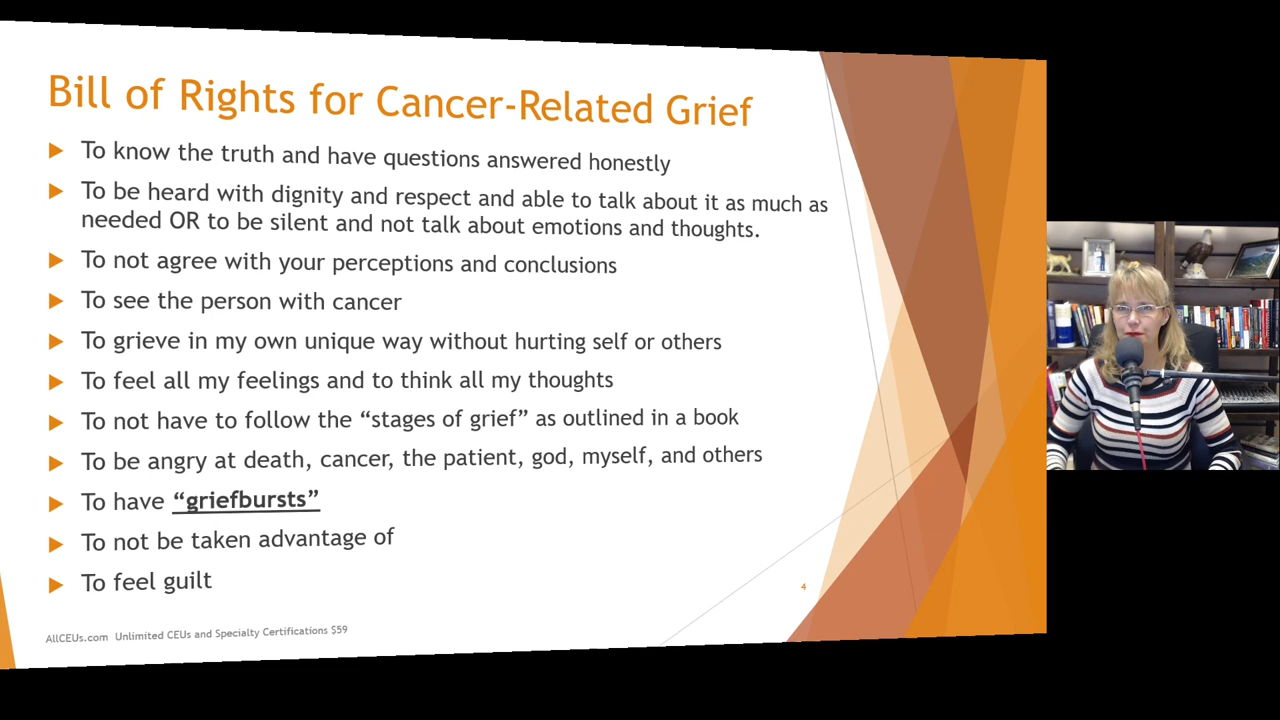 Bill of Rights for Cancer-Related Grief
To know the truth and have questions answered honestly
To be heard with dignity and respect and able to talk about it as much as
needed OR to be silent and not talk about emotions and thoughts.
To not agree with your perceptions and conclusions
To see the person with cancer
To grieve in my own unique way without hurting self or others
To feel all my feelings and to think all my thoughts
To not have to follow the “stages of grief” as outlined in a book
To be angry at death, cancer, the patient, god, myself, and others
To have “griefbursts”
To not be taken advantage of
To feel guilt
4
AllCEUs.com Unlimited CEUs and Specialty Certifications $59